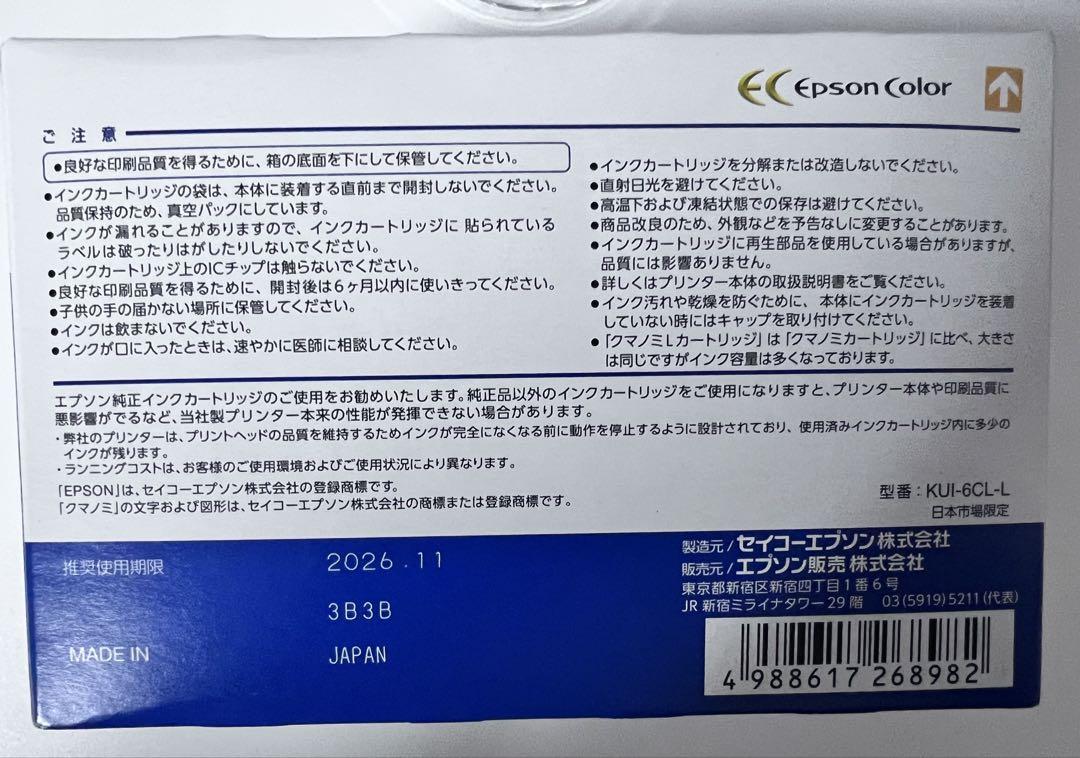 EC Epson Color
ご注意
●良好な印刷品質を得るために、箱の底面を下にして保管してください。
●インクカートリッジの袋は、本体に装着する直前まで開封しないでください。
品質保持のため、真空パックにしています。
●インクが漏れることがありますので、インクカートリッジに貼られている
ラベルは破ったりはがしたりしないでください。
●インクカートリッジ上のICチップは触らないでください。
●良好な印刷品質を得るために、開封後は6ヶ月以内に使いきってください。
●子供の手の届かない場所に保管してください。
●インクは飲まないでください。
●インクが口に入ったときは、速やかに医師に相談してください。
●インクカートリッジを分解または改造しないでください。
●直射日光を避けてください。
●高温下および凍結状態での保存は避けてください。
●商品改良のため、外観などを予告なしに変更することがあります。
●インクカートリッジに再生部品を使用している場合がありますが、
品質には影響ありません。
●詳しくはプリンター本体の取扱説明書をご覧ください。
●インク汚れや乾燥を防ぐために、本体にインクカートリッジを装着
していない時にはキャップを取り付けてください。
●「クマノミLカートリッジ」は「クマノミカートリッジ」に比べ、大きさ
は同じですがインク容量は多くなっております。
エプソン純正インクカートリッジのご使用をお勧めいたします。純正品以外のインクカートリッジをご使用になりますと、プリンター本体や印刷品質に
悪影響がでるなど、当社製プリンター本来の性能が発揮できない場合があります。
・弊社のプリンターは、プリントヘッドの品質を維持するためインクが完全になくなる前に動作を停止するように設計されており、使用済みインクカートリッジ内に多少の
インクが残ります。
・ランニングコストは、お客様のご使用環境およびご使用状況により異なります。
「EPSON」は、セイコーエプソン株式会社の登録商標です。
「クマノミ」の文字および図形は、セイコーエプソン株式会社の商標または登録商標です。
型番：KUI-6CL-L
日本市場限定
推奨使用期限 2026.11
3B3B
MADE IN JAPAN
製造元/セイコーエプソン株式会社
販売元/エプソン販売株式会社
東京都新宿区新宿四丁目1番6号
JR新宿ミライナタワー29階 03(5919)5211(代表)
4988617268982